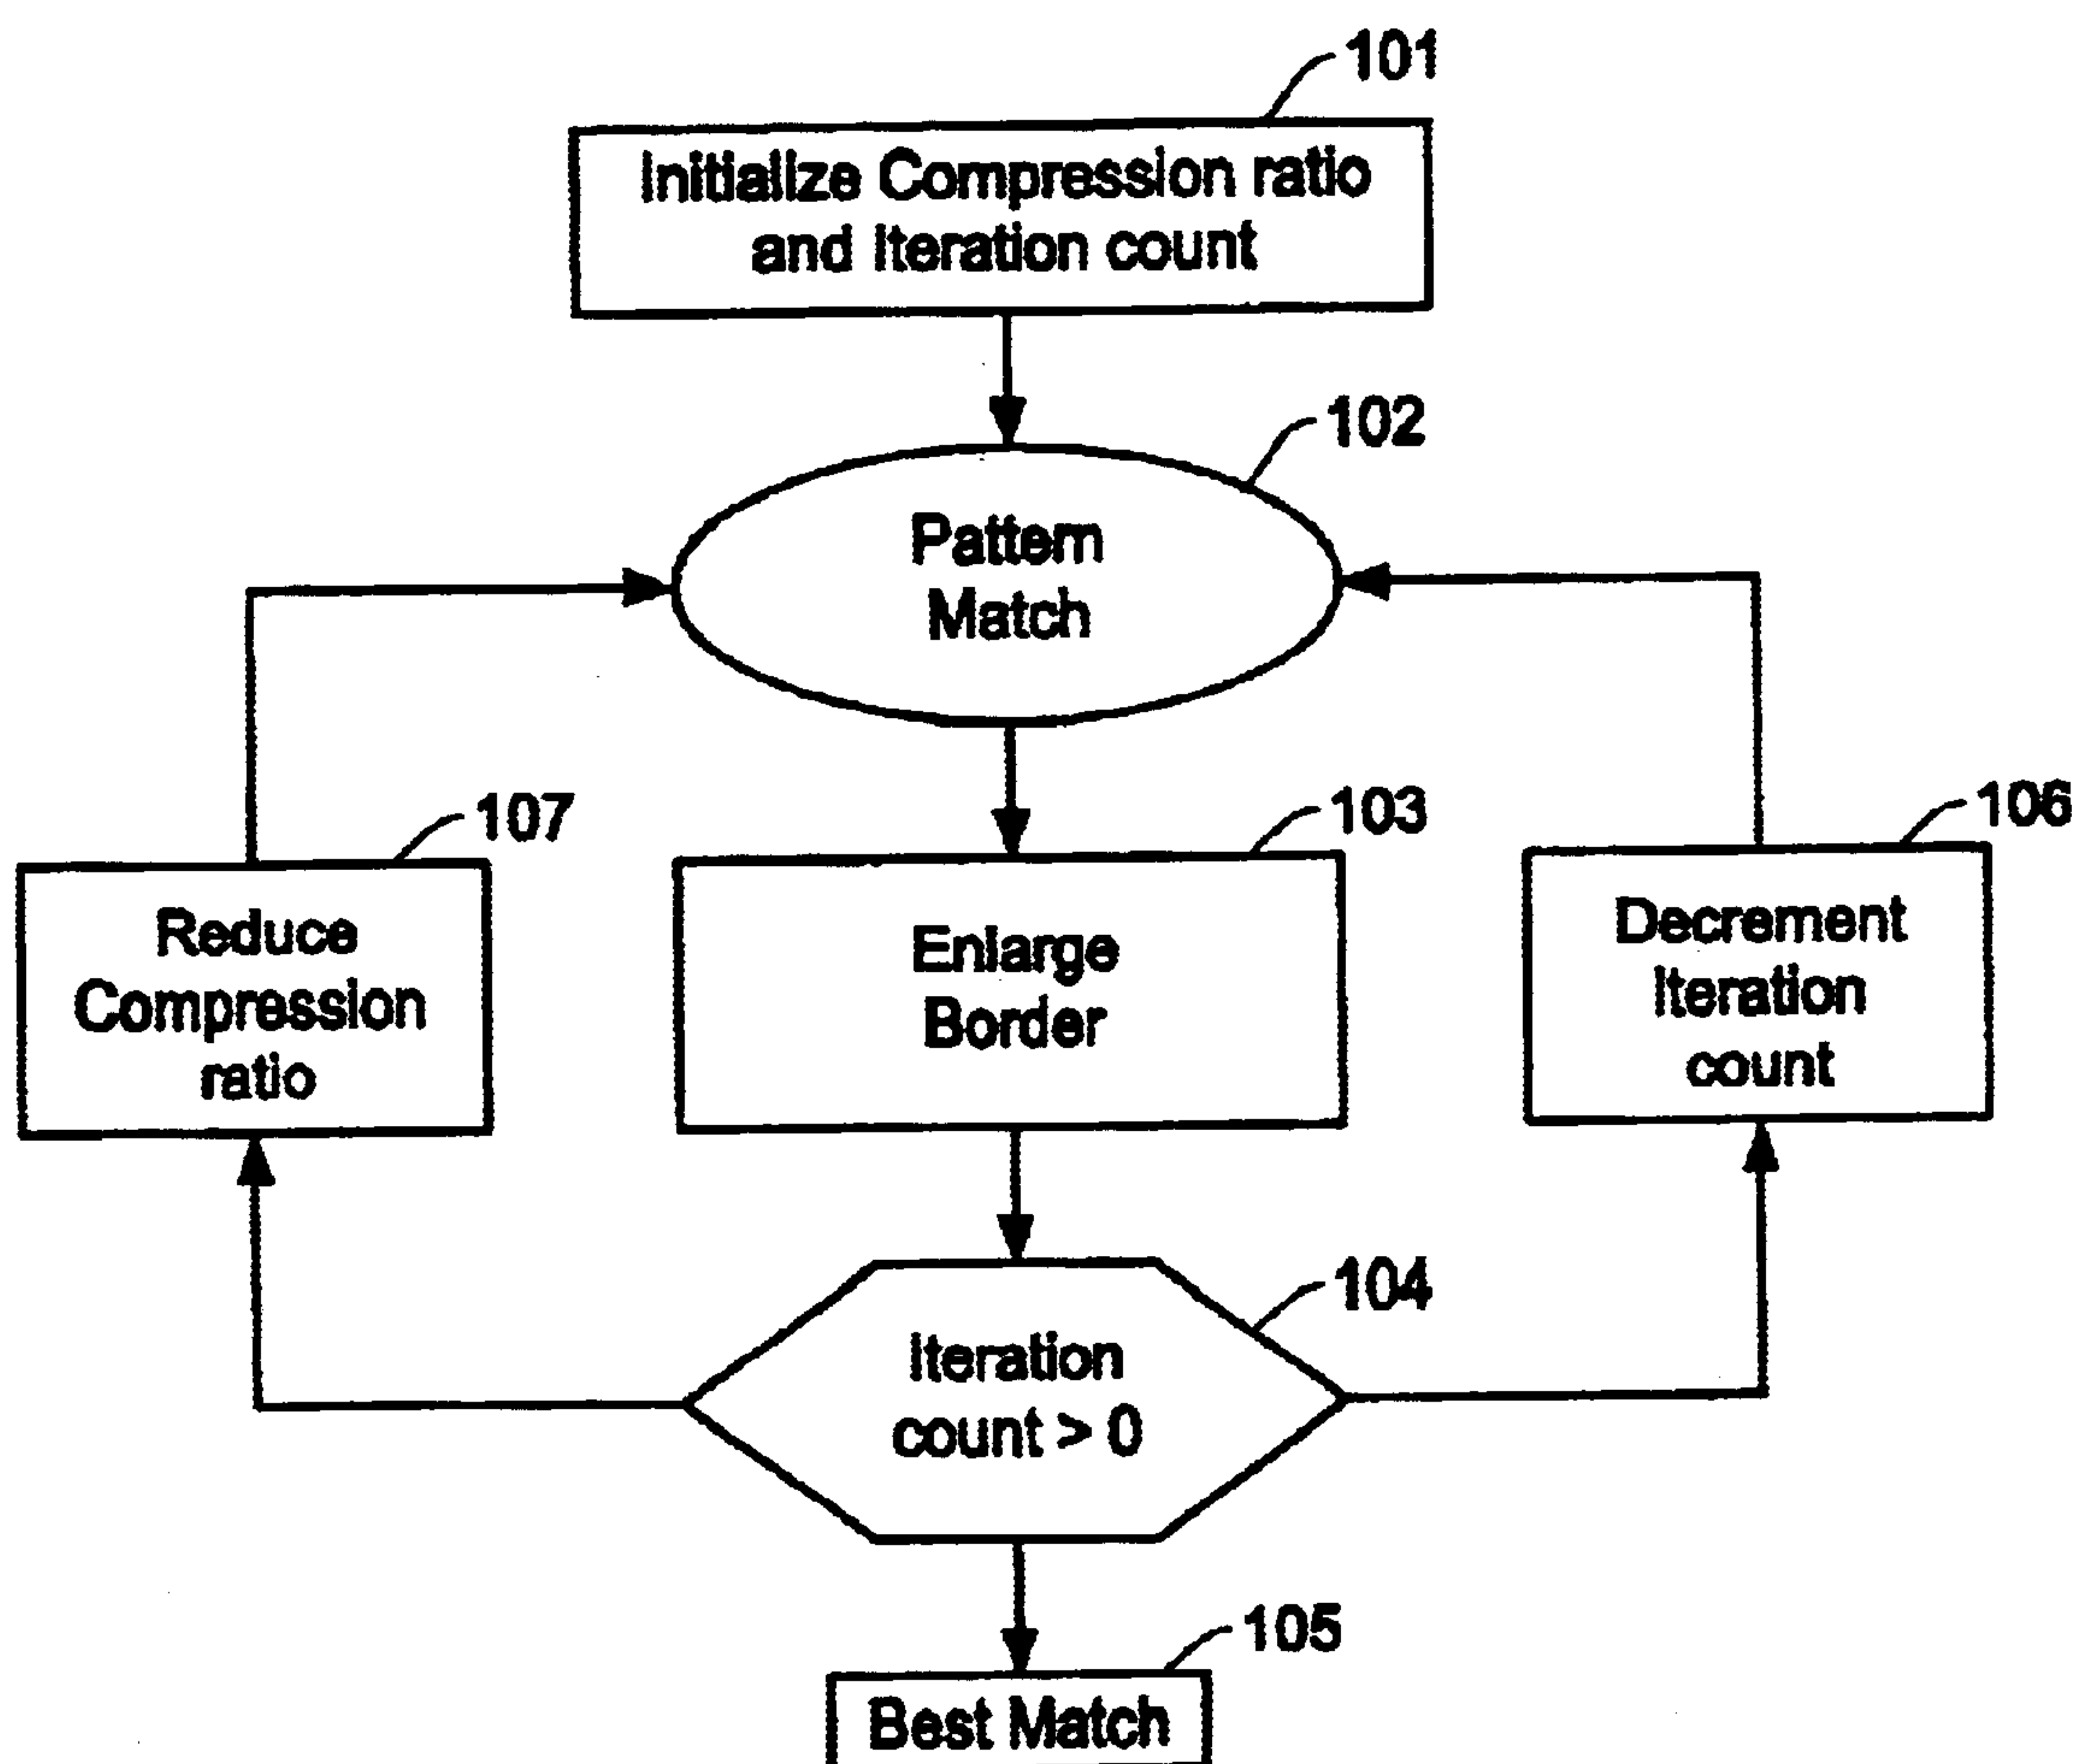 101
Initialize Compression ratio
and Iteration count
102
Pattern
Match
107
103
106
Reduce
Compression
ratio
Enlarge
Border
Decrement
Iteration
count
104
Iteration
count > 0
105
Best Match